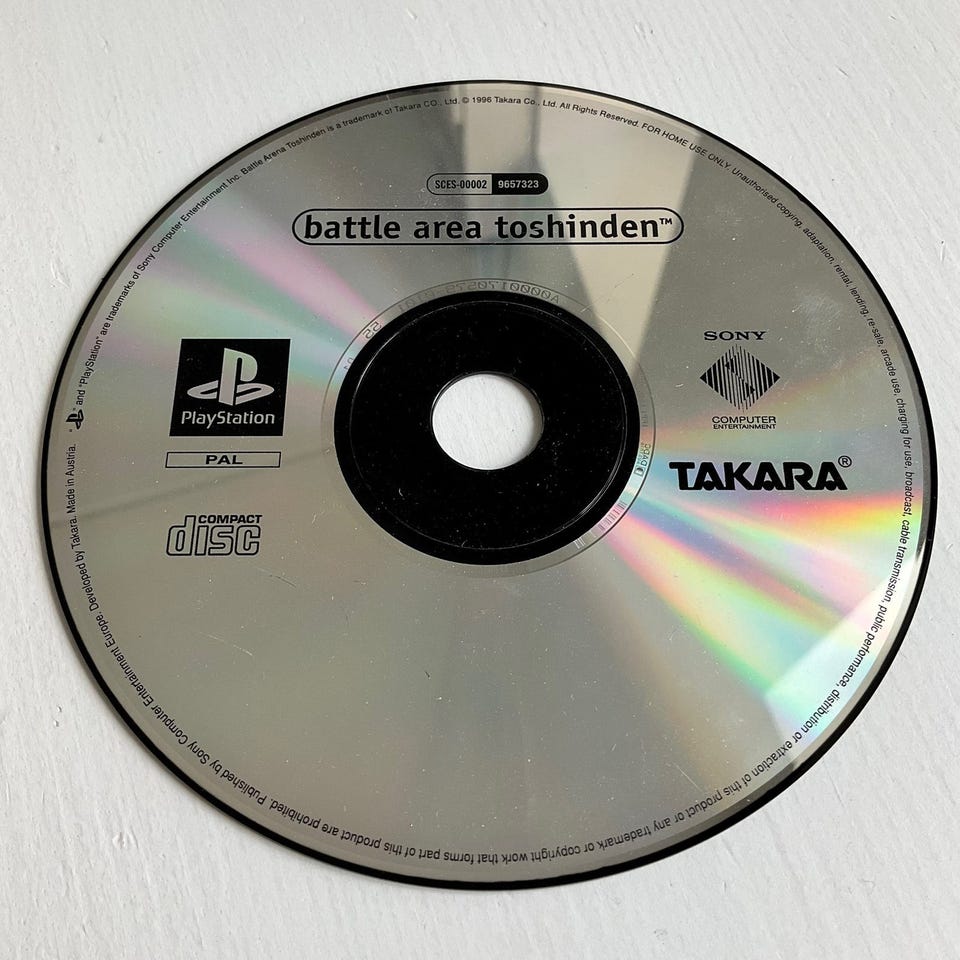 SCES-00002 9657323
battle area toshinden™
PlayStation
PAL
COMPACT
disc
SONY
COMPUTER
ENTERTAINMENT
TAKARA®
"PS" and "PlayStation" are trademarks of Sony Computer Entertainment Inc. Battle Arena Toshinden is a trademark of Takara CO., Ltd. © 1996 Takara Co., Ltd. All Rights Reserved. FOR HOME USE ONLY. Unauthorised copying, adaptation, rental, lending, re-sale, arcade use, charging for use, broadcast, cable transmission, public performance, distribution or extraction of this product or any trademark or copyright work that forms part of this product are prohibited. Published by Sony Computer Entertainment Europe. Developed by Takara. Made in Austria.